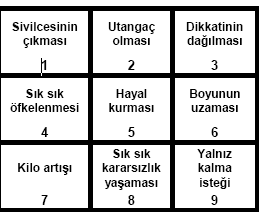 Sivilcesinin
çıkması
1
Utangaç
olması
2
Dikkatinin
dağılması
3
Sık sık
öfkelenmesi
4
Hayal
kurması
5
Boyunun
uzaması
6
Kilo artışı
7
Sık sık
kararsızlık
yaşaması
8
Yalnız
kalma
isteği
9